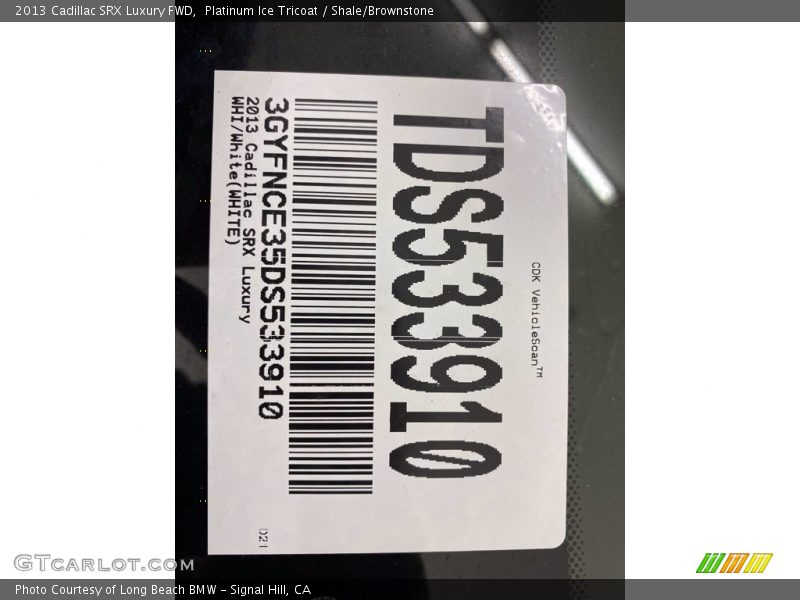 2013 Cadillac SRX Luxury FWD,  Platinum Ice Tricoat / Shale/Brownstone
CDK VehicleScan™
TDS533910
3GYFNCE35DS533910
2013 Cadillac SRX Luxury
WHI/White(WHITE)
D21
GTCARLOT.COM
Photo Courtesy of Long Beach BMW – Signal Hill, CA